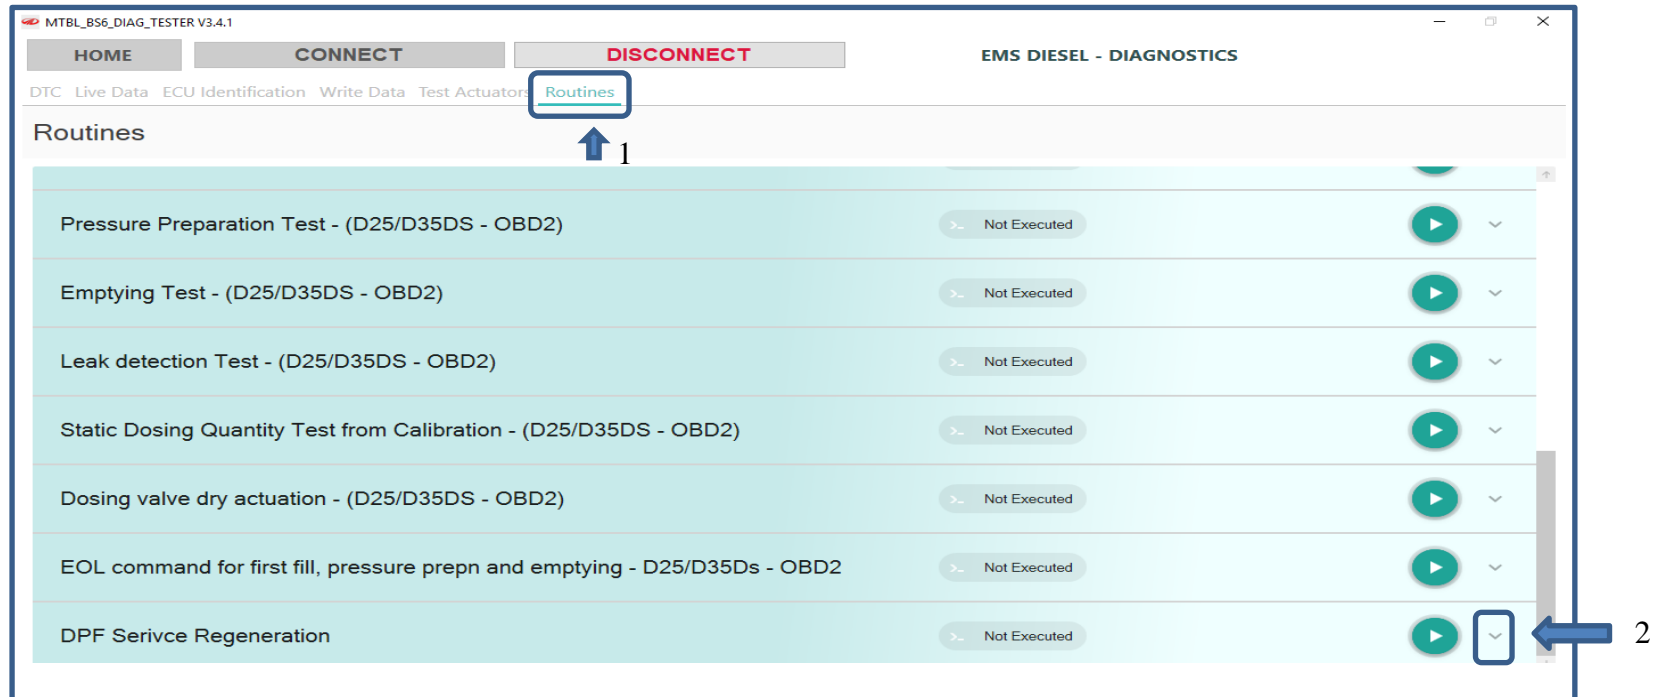 MTBL_BS6_DIAG_TESTER V3.4.1
HOME CONNECT DISCONNECT EMS DIESEL - DIAGNOSTICS
DTC Live Data ECU Identification Write Data Test Actuators Routines
Routines
1
Pressure Preparation Test - (D25/D35DS - OBD2) >_ Not Executed
Emptying Test - (D25/D35DS - OBD2) >_ Not Executed
Leak detection Test - (D25/D35DS - OBD2) >_ Not Executed
Static Dosing Quantity Test from Calibration - (D25/D35DS - OBD2) >_ Not Executed
Dosing valve dry actuation - (D25/D35DS - OBD2) >_ Not Executed
EOL command for first fill, pressure prepn and emptying - D25/D35Ds - OBD2 >_ Not Executed
DPF Serivce Regeneration >_ Not Executed
2